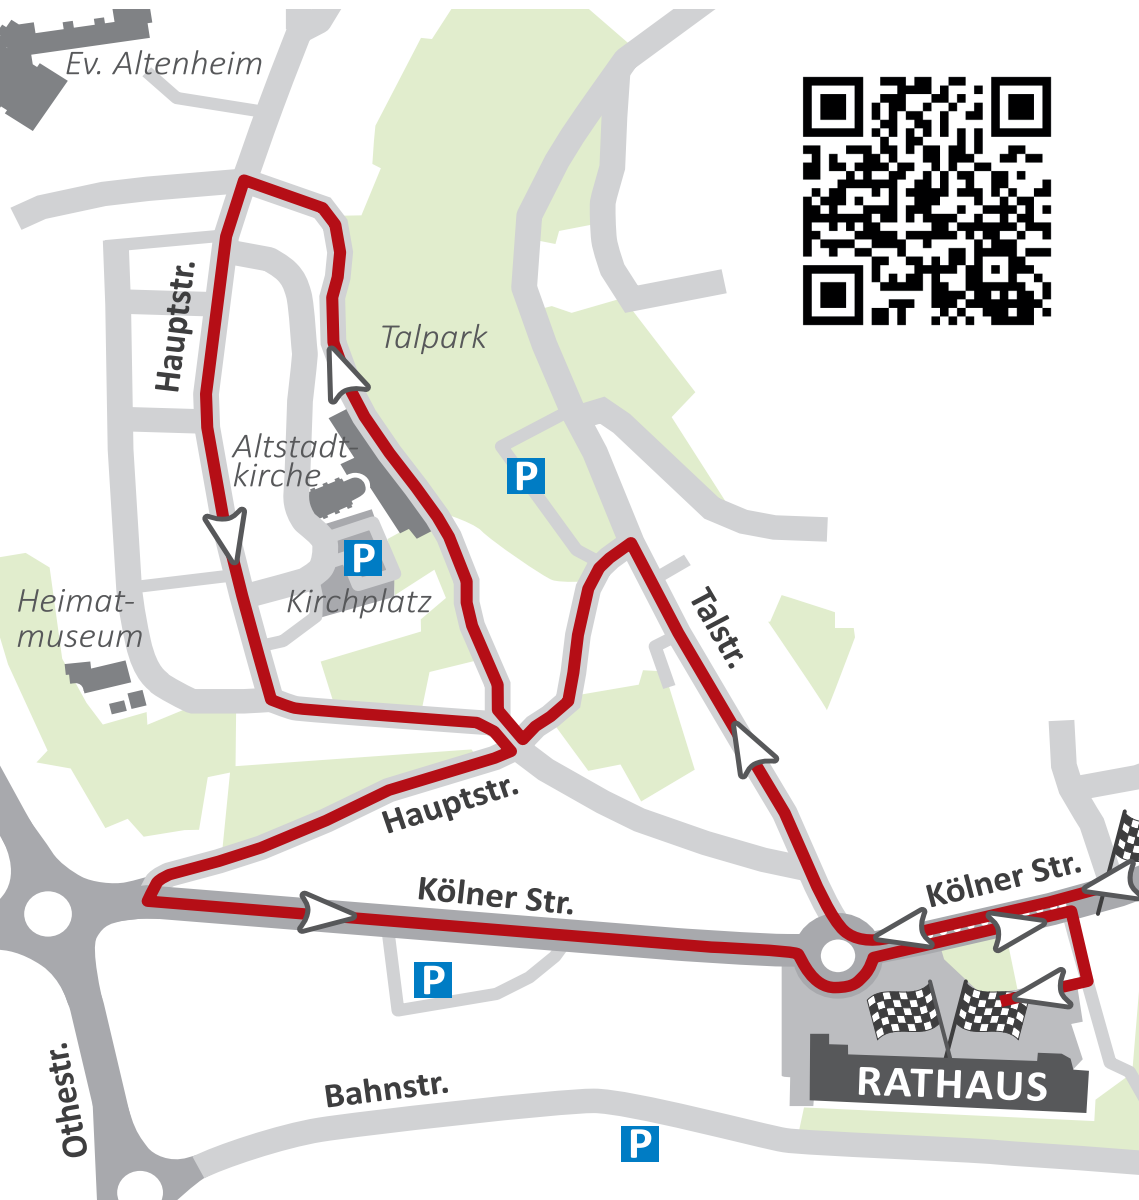 Ev. Altenheim
Hauptstr.
Talpark
Altstadt-
kirche
P
P
Kirchplatz
Heimat-
museum
Talstr.
Hauptstr.
Kölner Str.
Kölner Str.
P
RATHAUS
Othestr.
Bahnstr.
P